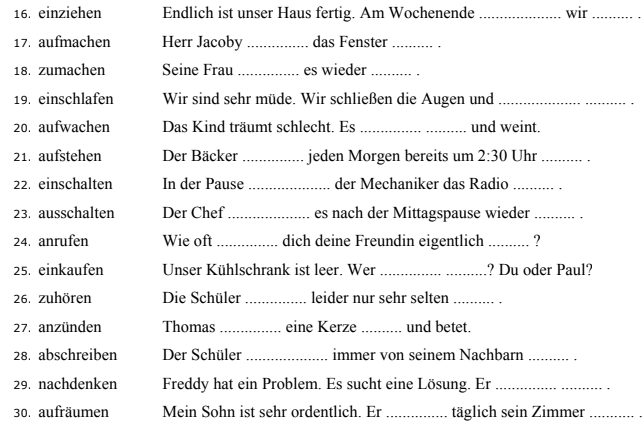 16. einziehen Endlich ist unser Haus fertig. Am Wochenende ..................... wir .......... .
17. aufmachen Herr Jacoby ............... das Fenster .......... .
18. zumachen Seine Frau ............... es wieder .......... .
19. einschlafen Wir sind sehr müde. Wir schließen die Augen und .................... .......... .
20. aufwachen Das Kind träumt schlecht. Es ............... .......... und weint.
21. aufstehen Der Bäcker ............... jeden Morgen bereits um 2:30 Uhr .......... .
22. einschalten In der Pause .................... der Mechaniker das Radio .......... .
23. ausschalten Der Chef .................... es nach der Mittagspause wieder .......... .
24. anrufen Wie oft ............... dich deine Freundin eigentlich .......... ?
25. einkaufen Unser Kühlschrank ist leer. Wer ............... ..........? Du oder Paul?
26. zuhören Die Schüler ............... leider nur sehr selten .......... .
27. anzünden Thomas ............... eine Kerze .......... und betet.
28. abschreiben Der Schüler .................... immer von seinem Nachbarn .......... .
29. nachdenken Freddy hat ein Problem. Es sucht eine Lösung. Er ............... .......... .
30. aufräumen Mein Sohn ist sehr ordentlich. Er ............... täglich sein Zimmer ........... .